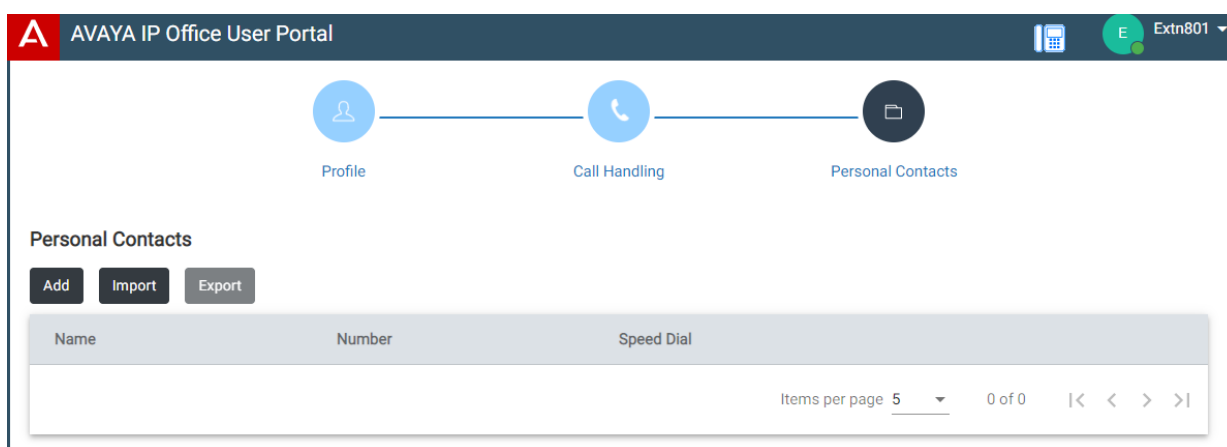 AVAYA IP Office User Portal
E
Extn801
Profile
Call Handling
Personal Contacts
Personal Contacts
Add Import Export
Name Number Speed Dial
Items per page 5 0 of 0